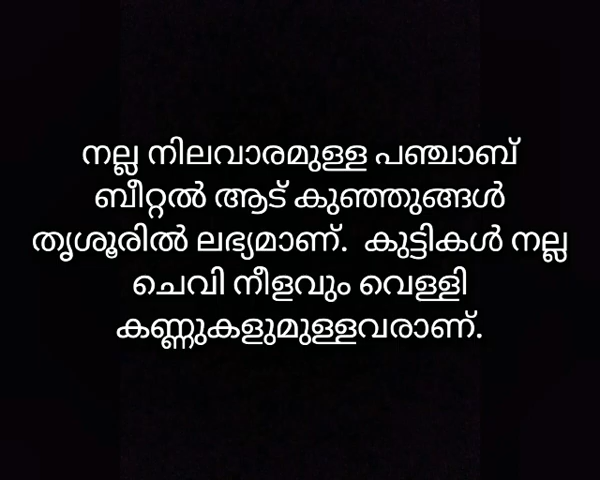 നല്ല നിലവാരമുള്ള പഞ്ചാബ്
ബീറ്റൽ ആട് കുഞ്ഞുങ്ങൾ
തൃശൂരിൽ ലഭ്യമാണ്.  കുട്ടികൾ നല്ല
ചെവി നീളവും വെള്ളി
കണ്ണുകളുമുള്ളവരാണ്.